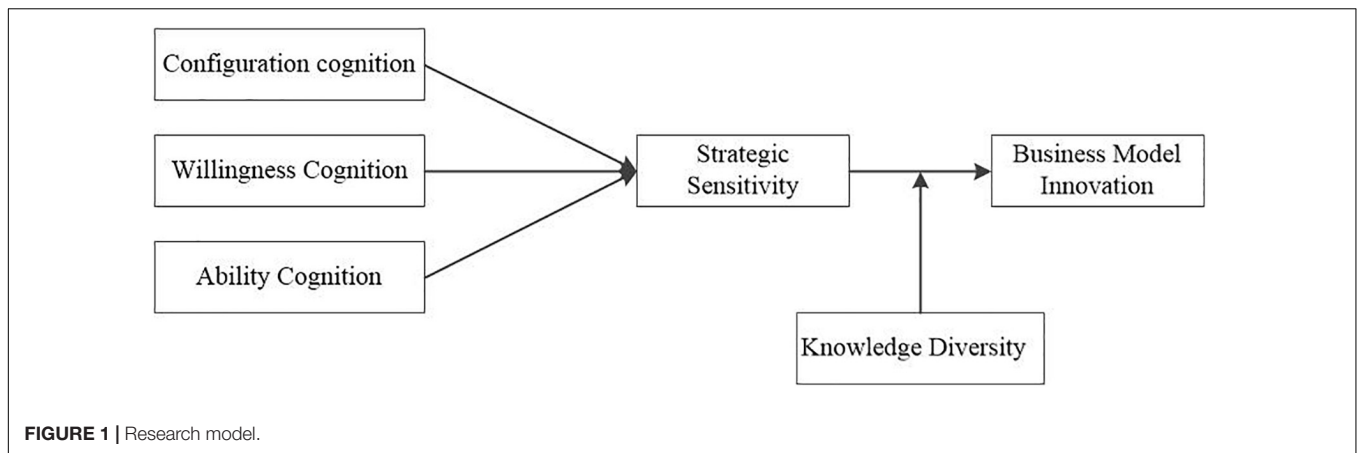 Configuration cognition
Willingness Cognition
Ability Cognition
Strategic
Sensitivity
Business Model
Innovation
Knowledge Diversity
FIGURE 1 | Research model.